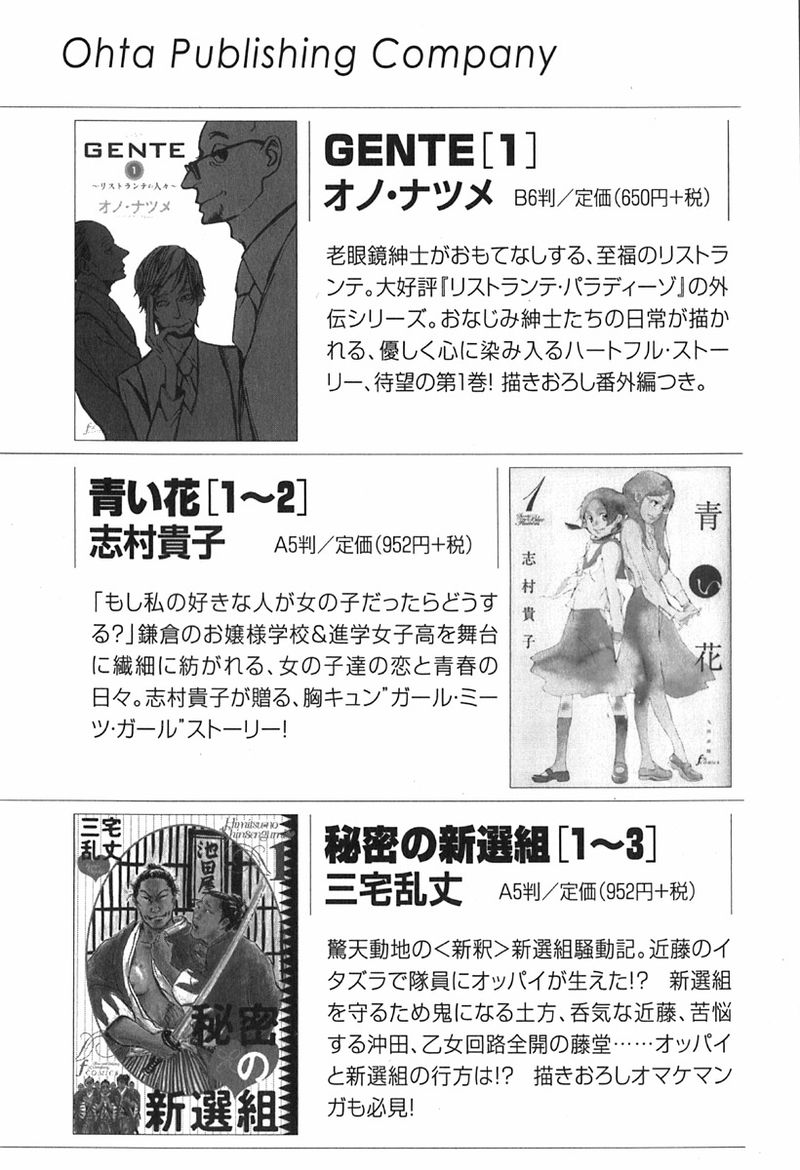 Ohta Publishing Company
GENTE
1
〜リストランテの人々〜
オノ・ナツメ
GENTE[1]
オノ・ナツメ B6判/定価(650円+税)
老眼鏡紳士がおもてなしする、至福のリストラ
ンテ。大好評『リストランテ・パラディーゾ』の外
伝シリーズ。おなじみ紳士たちの日常が描か
れる、優しく心に染み入るハートフル・ストー
リー、待望の第1巻! 描きおろし番外編つき。
青い花[1〜2]
志村貴子 A5判/定価(952円+税)
「もし私の好きな人が女の子だったらどうす
る?」鎌倉のお嬢様学校&進学女子高を舞台
に繊細に紡がれる、女の子達の恋と青春の
日々。志村貴子が贈る、胸キュン"ガール・ミー
ツ・ガール"ストーリー!
1
青い花
志村貴子
三宅
乱丈
Himitsu-no
Shinsengumi
池田屋
秘密
の
新選組
秘密の新選組[1〜3]
三宅乱丈 A5判/定価(952円+税)
驚天動地の<新釈>新選組騒動記。近藤のイ
タズラで隊員にオッパイが生えた!? 新選組
を守るため鬼になる土方、呑気な近藤、苦悩
する沖田、乙女回路全開の藤堂……オッパイ
と新選組の行方は!? 描きおろしオマケマン
ガも必見!